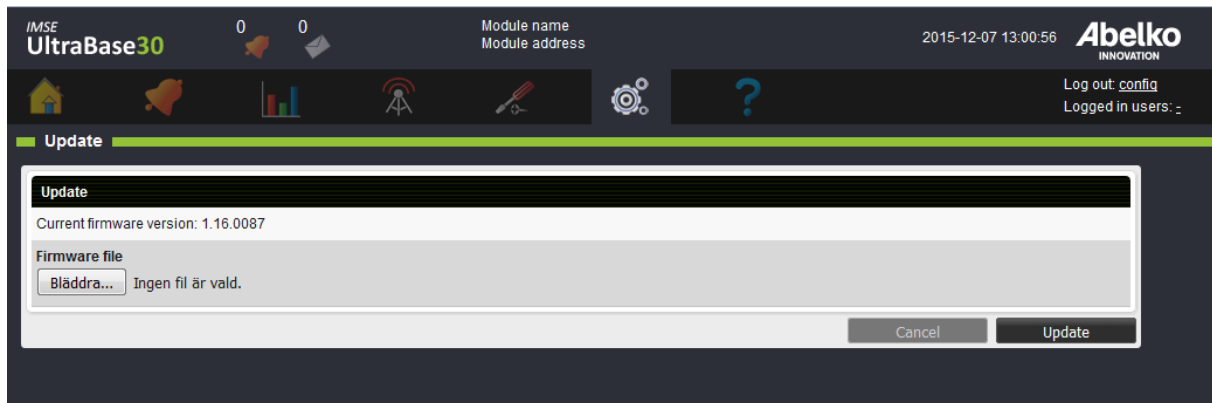 IMSE
UltraBase30
0
0
Module name
Module address
2015-12-07 13:00:56
Abelko
INNOVATION
?
Log out: config
Logged in users: -
Update
Update
Current firmware version: 1.16.0087
Firmware file
Bläddra... Ingen fil är vald.
Cancel
Update